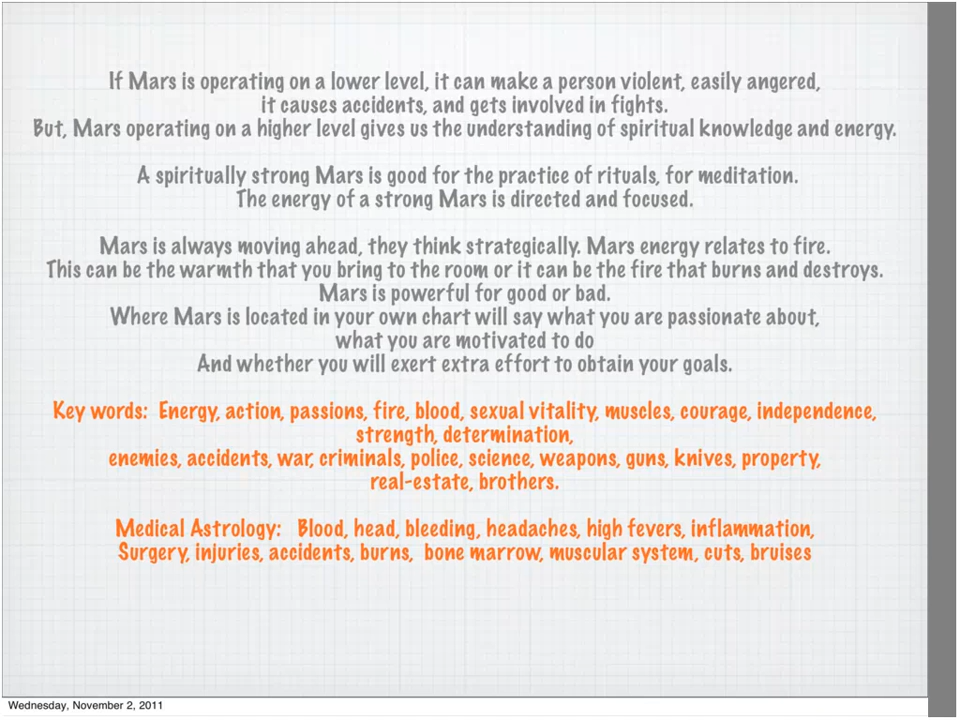 If Mars is operating on a lower level, it can make a person violent, easily angered,
it causes accidents, and gets involved in fights.
But, Mars operating on a higher level gives us the understanding of spiritual knowledge and energy.
A spiritually strong Mars is good for the practice of rituals, for meditation.
The energy of a strong Mars is directed and focused.
Mars is always moving ahead, they think strategically. Mars energy relates to fire.
This can be the warmth that you bring to the room or it can be the fire that burns and destroys.
Mars is powerful for good or bad.
Where Mars is located in your own chart will say what you are passionate about,
what you are motivated to do
And whether you will exert extra effort to obtain your goals.
Key words:  Energy, action, passions, fire, blood, sexual vitality, muscles, courage, independence,
strength, determination,
enemies, accidents, war, criminals, police, science, weapons, guns, knives, property,
real-estate, brothers.
Medical Astrology:   Blood, head, bleeding, headaches, high fevers, inflammation,
Surgery, injuries, accidents, burns,  bone marrow, muscular system, cuts, bruises
Wednesday, November 2, 2011